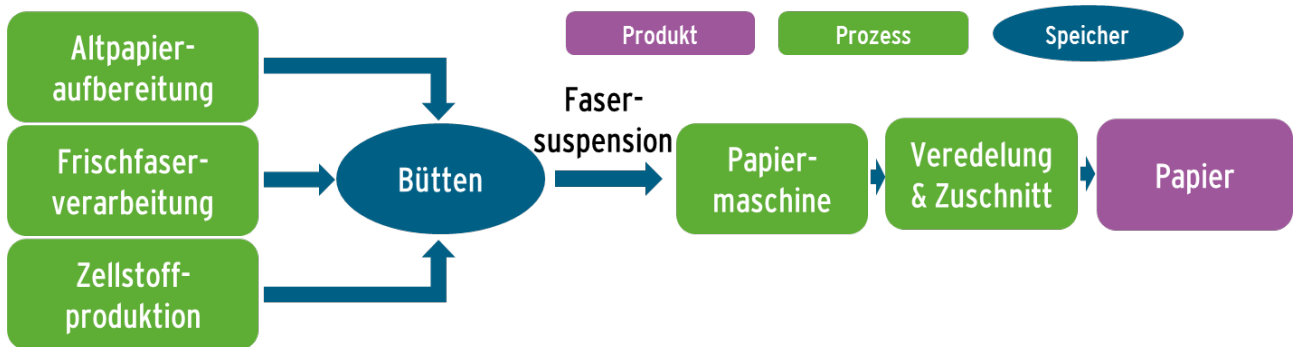 Produkt
Prozess
Speicher
Altpapier-
aufbereitung
Frischfaser-
verarbeitung
Zellstoff-
produktion
Bütten
Faser-
suspension
Papier-
maschine
Veredelung
& Zuschnitt
Papier